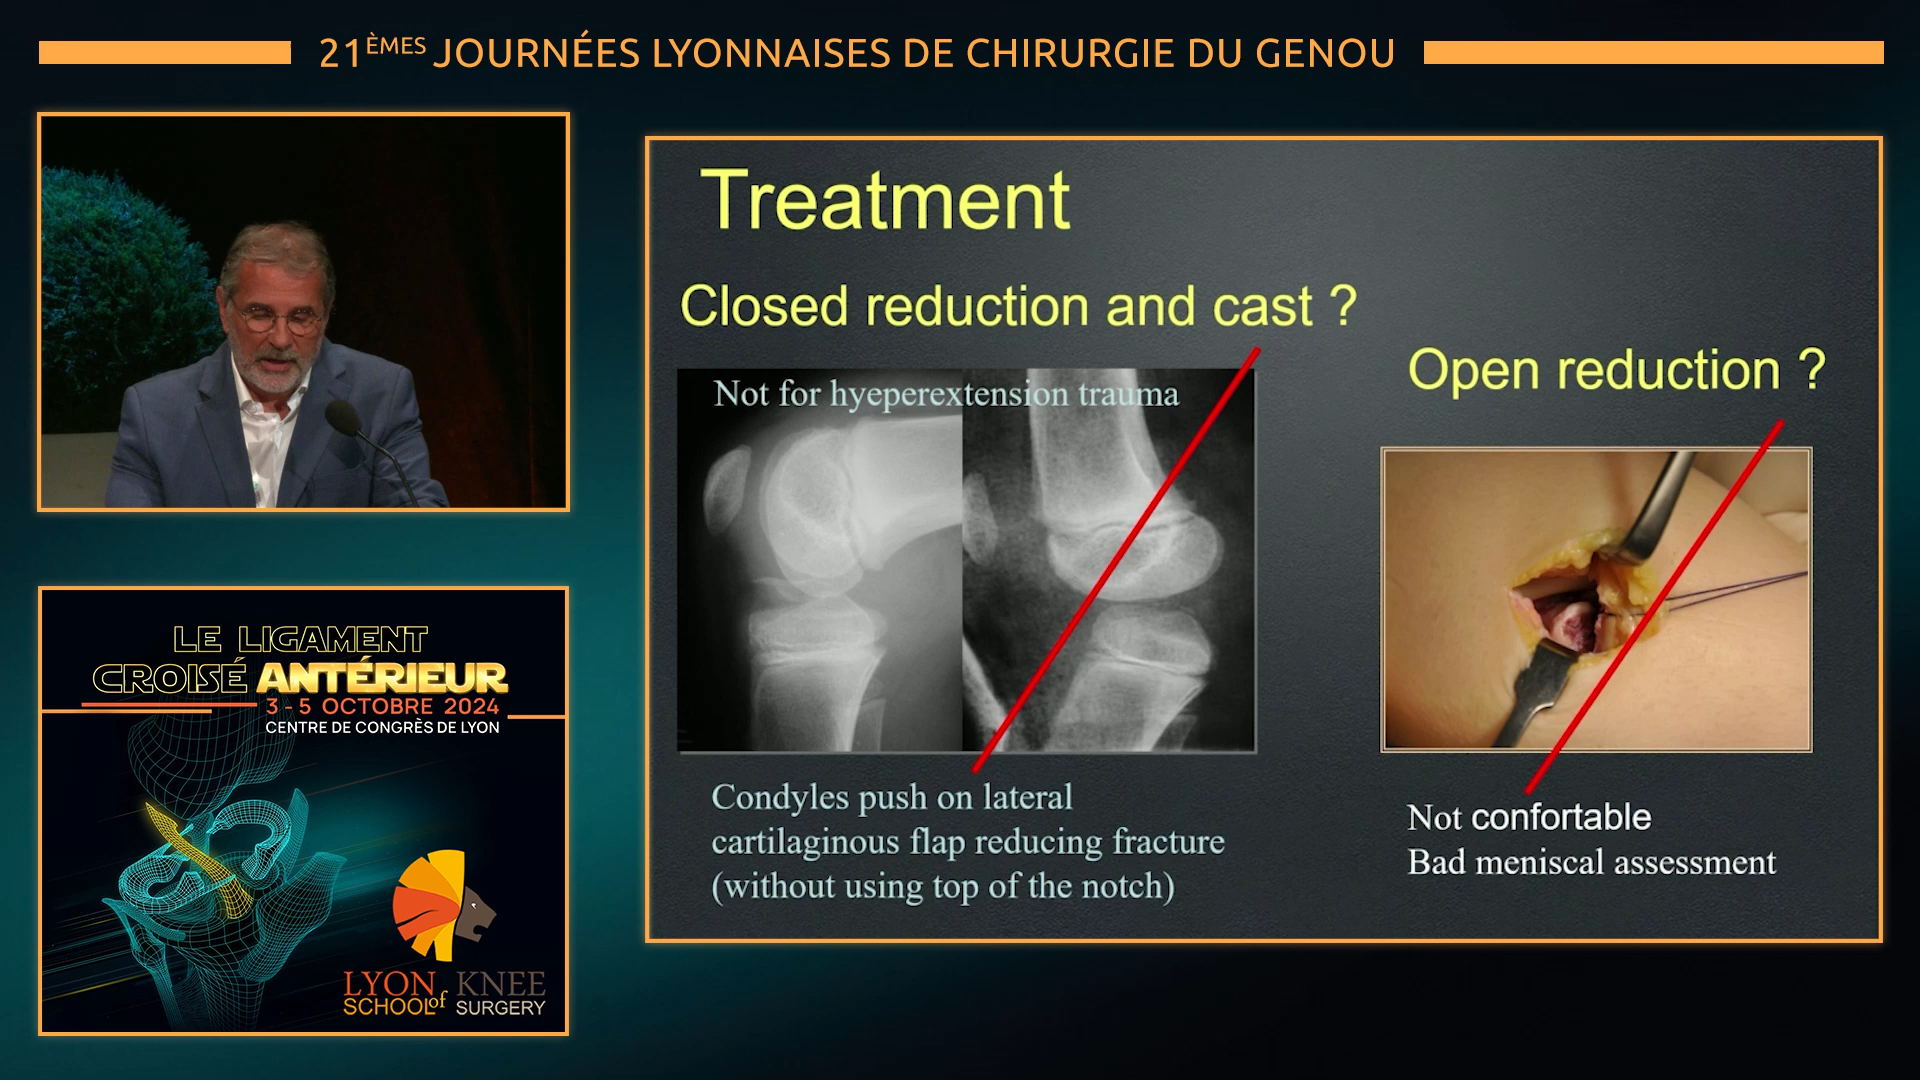 21ÈMES JOURNÉES LYONNAISES DE CHIRURGIE DU GENOU
LE LIGAMENT
CROISÉ ANTÉRIEUR
3 - 5 OCTOBRE 2024
CENTRE DE CONGRÈS DE LYON
LYON KNEE
SCHOOL of SURGERY
Treatment
Closed reduction and cast ?
Not for hyeperextension trauma
Condyles push on lateral
cartilaginous flap reducing fracture
(without using top of the notch)
Open reduction ?
Not confortable
Bad meniscal assessment